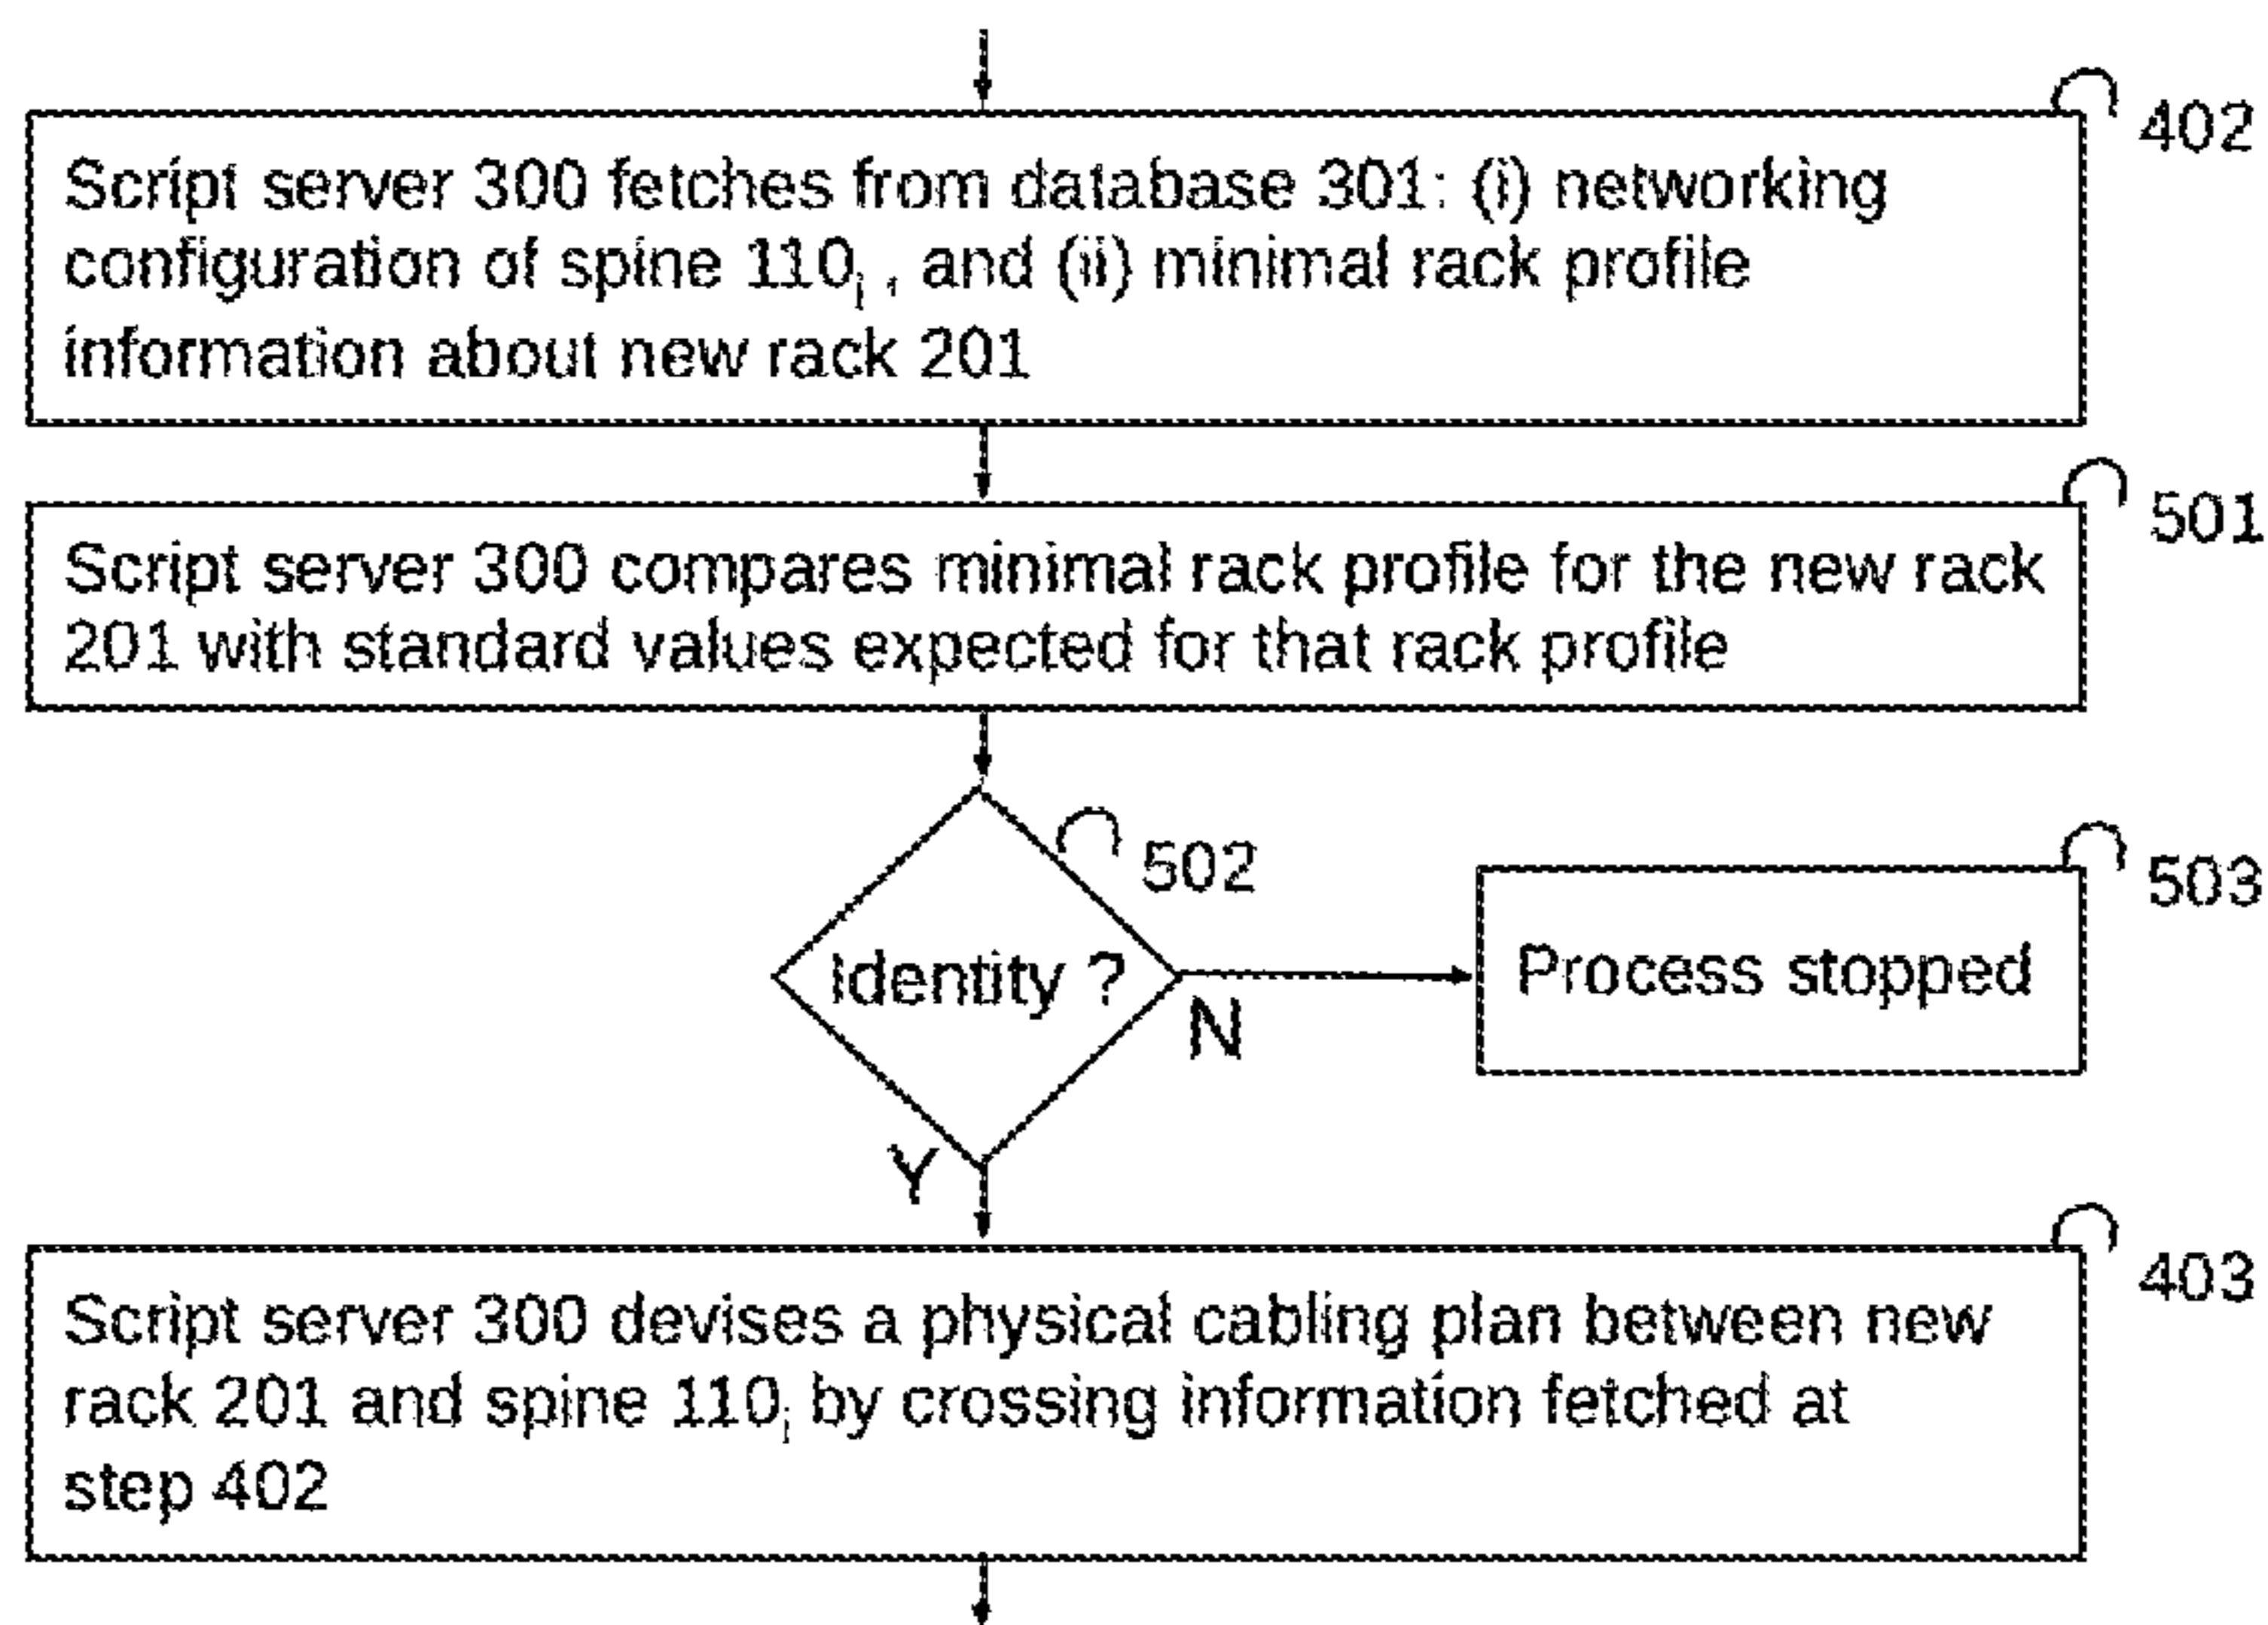 402
Script server 300 fetches from database 301: (i) networking
configuration of spine 110i , and (ii) minimal rack profile
information about new rack 201
501
Script server 300 compares minimal rack profile for the new rack
201 with standard values expected for that rack profile
502
Identity ?
N
503
Process stopped
Y
403
Script server 300 devises a physical cabling plan between new
rack 201 and spine 110i by crossing information fetched at
step 402